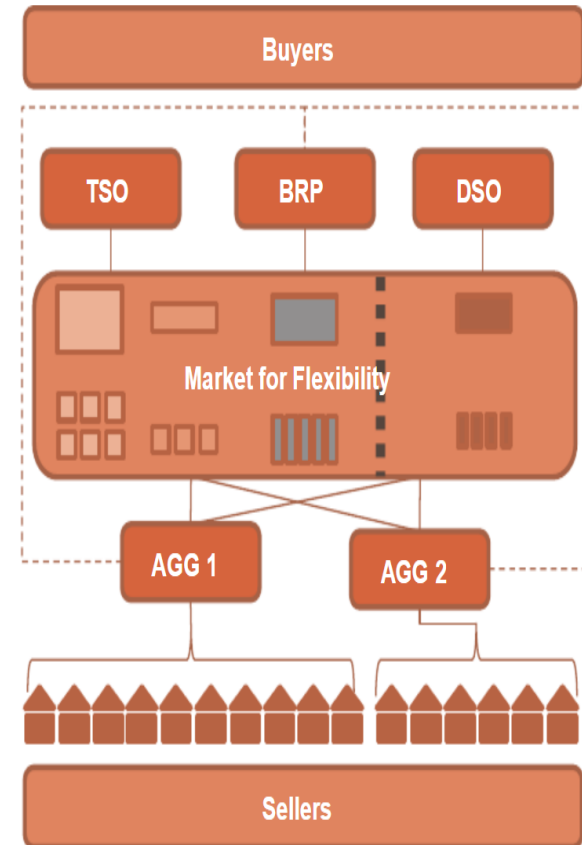 Buyers
TSO
BRP
DSO
Market for Flexibility
AGG 1
AGG 2
Sellers